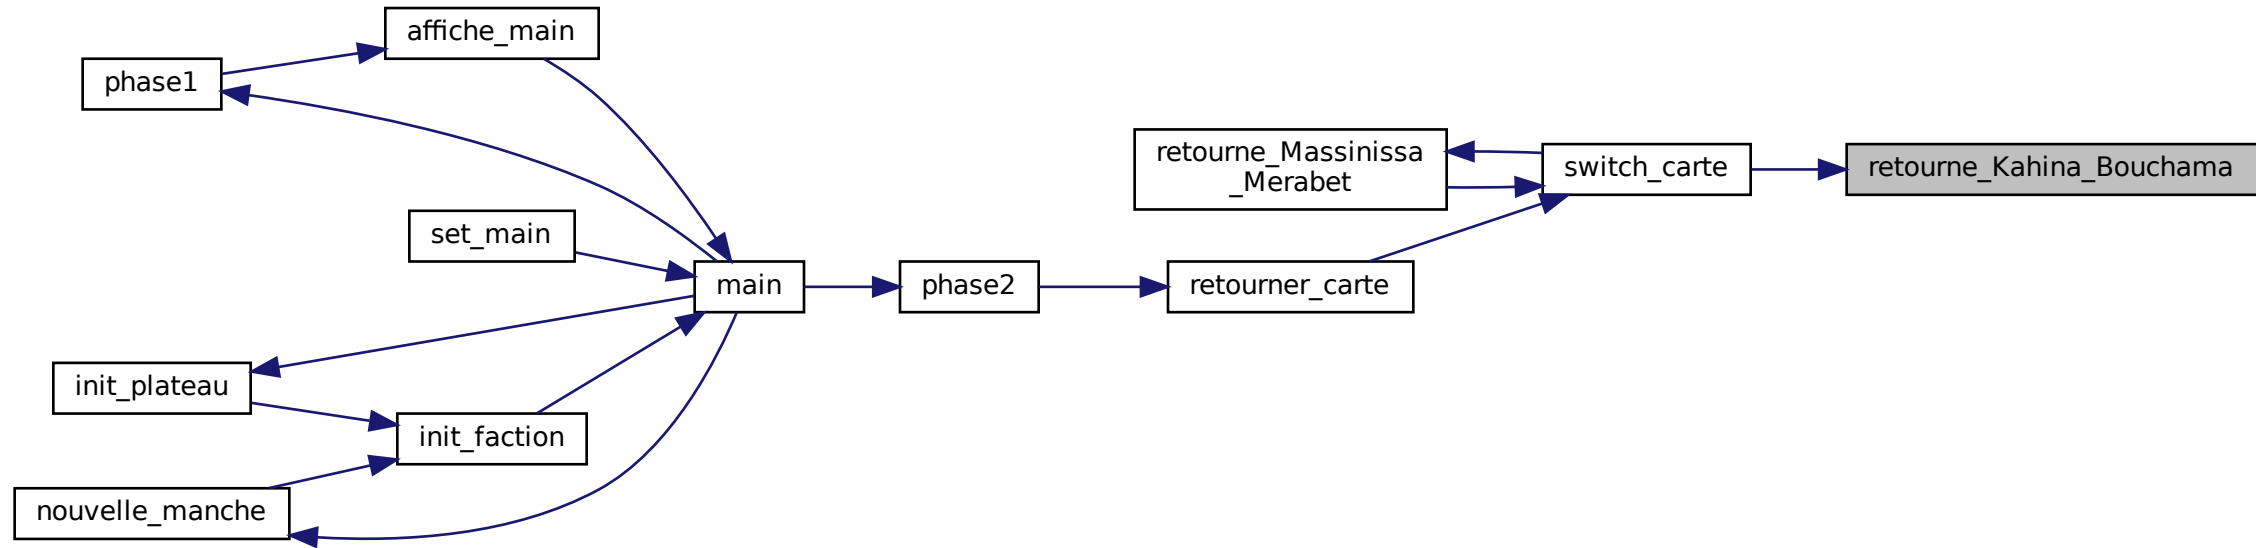 affiche_main
phase1
retourne_Massinissa
_Merabet
switch_carte
retourne_Kahina_Bouchama
set_main
main
phase2
retourner_carte
init_plateau
init_faction
nouvelle_manche